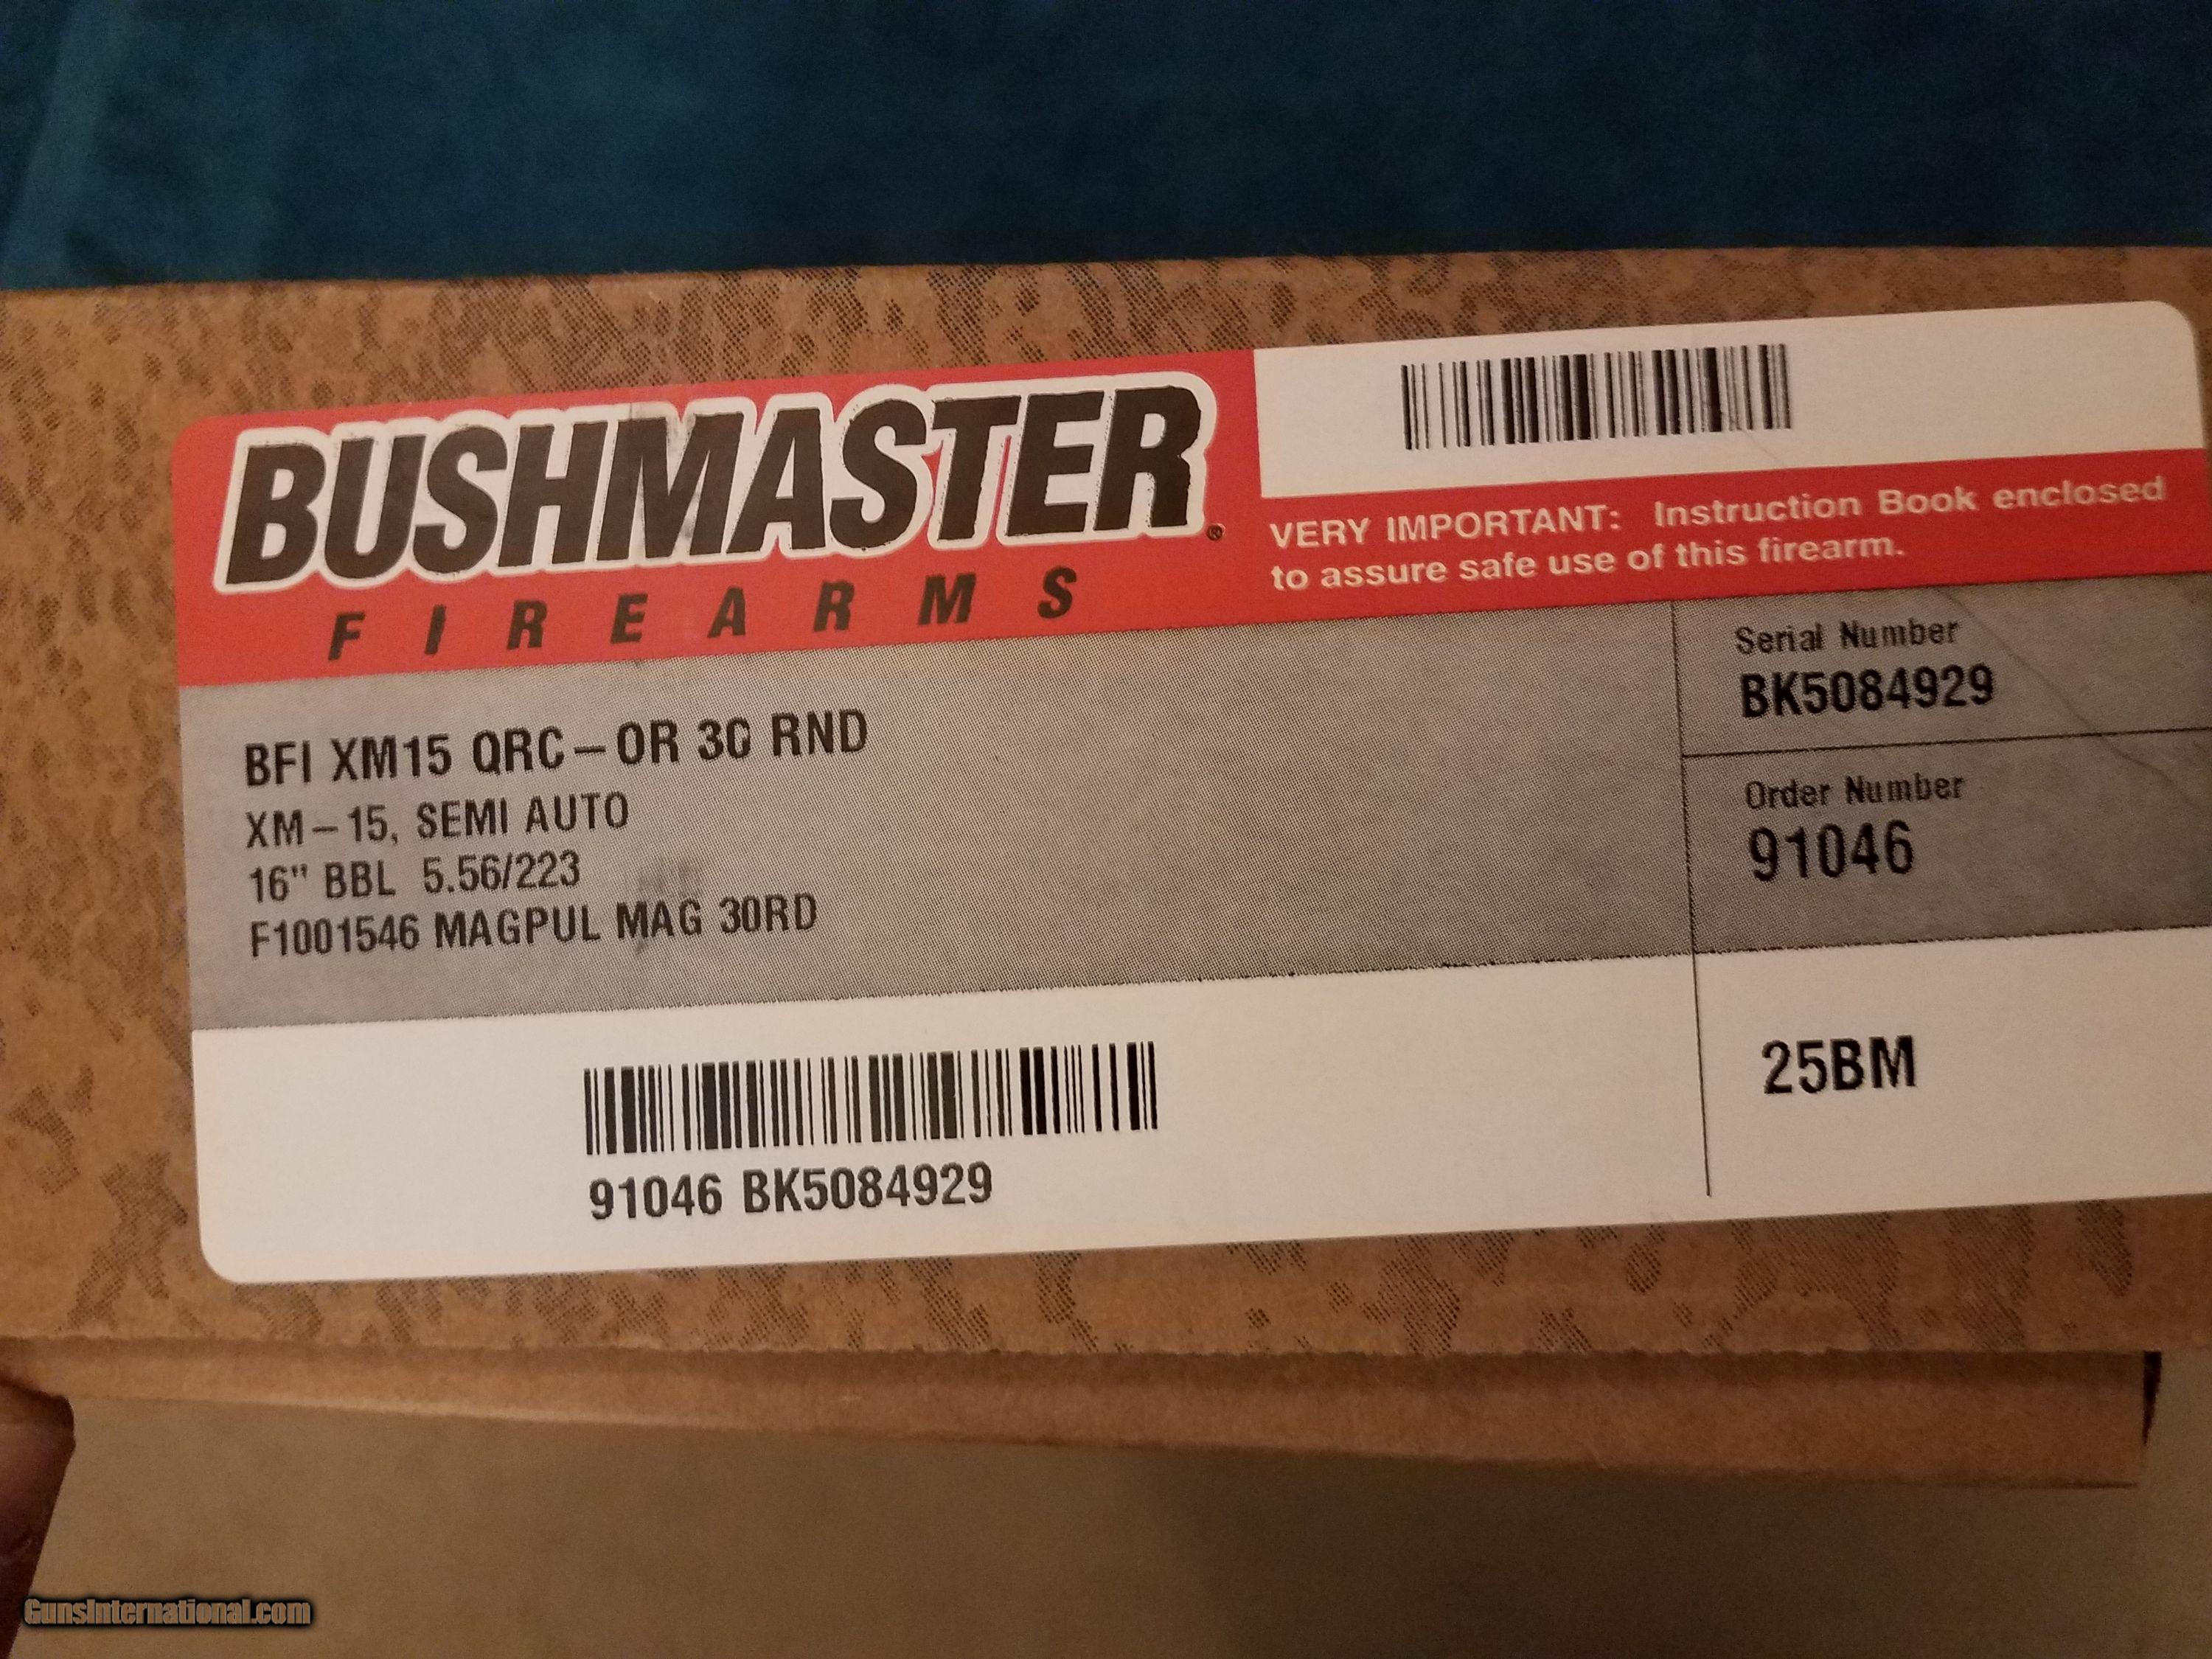 BUSHMASTER®
FIREARMS
VERY IMPORTANT: Instruction Book enclosed
to assure safe use of this firearm.
BFI XM15 QRC-OR 30 RND
XM-15, SEMI AUTO
16" BBL 5.56/223
F1001546 MAGPUL MAG 30RD
Serial Number
BK5084929
Order Number
91046
91046 BK5084929
25BM
GunsInternational.com